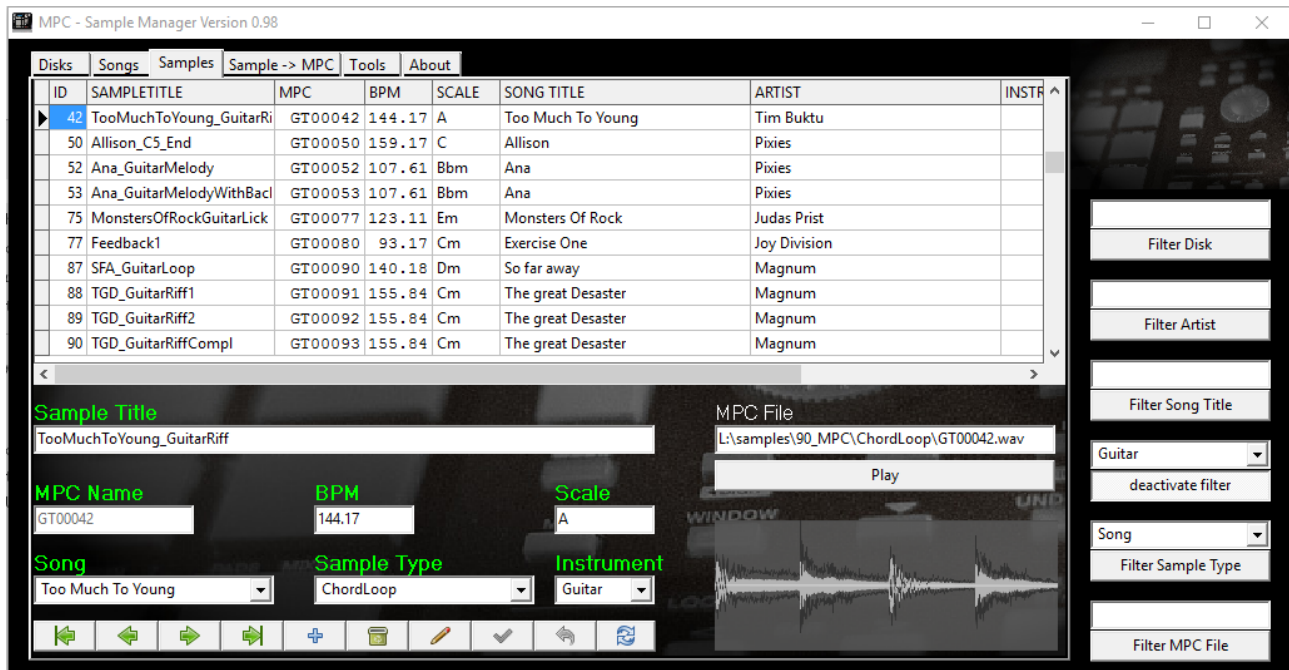 MPC - Sample Manager Version 0.98
Disks Songs Samples Sample -> MPC Tools About
ID SAMPLETITLE MPC BPM SCALE SONG TITLE ARTIST INSTR
42 TooMuchToYoung_GuitarRi GT00042 144.17 A Too Much To Young Tim Buktu
50 Allison_C5_End GT00050 159.17 C Allison Pixies
52 Ana_GuitarMelody GT00052 107.61 Bbm Ana Pixies
53 Ana_GuitarMelodyWithBacl GT00053 107.61 Bbm Ana Pixies
75 MonstersOfRockGuitarLick GT00077 123.11 Em Monsters Of Rock Judas Prist
77 Feedback1 GT00080 93.17 Cm Exercise One Joy Division
87 SFA_GuitarLoop GT00090 140.18 Dm So far away Magnum
88 TGD_GuitarRiff1 GT00091 155.84 Cm The great Desaster Magnum
89 TGD_GuitarRiff2 GT00092 155.84 Cm The great Desaster Magnum
90 TGD_GuitarRiffCompl GT00093 155.84 Cm The great Desaster Magnum
Sample Title
TooMuchToYoung_GuitarRiff
MPC Name BPM Scale
GT00042 144.17 A
Song Sample Type Instrument
Too Much To Young ChordLoop Guitar
MPC File
L:\samples\90_MPC\ChordLoop\GT00042.wav
Play
WINDOW
UND
Filter Disk
Filter Artist
Filter Song Title
Guitar
deactivate filter
Song
Filter Sample Type
Filter MPC File